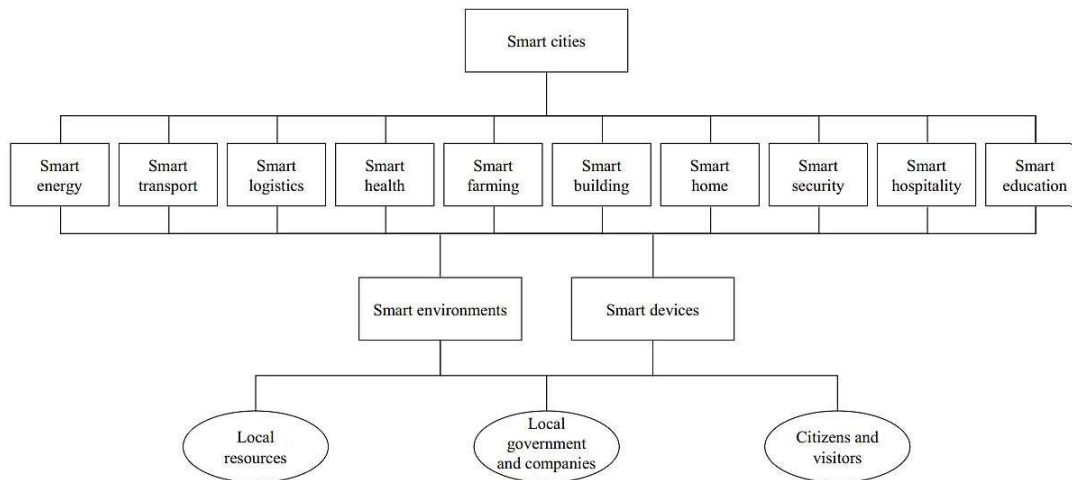 Smart cities
Smart
energy
Smart
transport
Smart
logistics
Smart
health
Smart
farming
Smart
building
Smart
home
Smart
security
Smart
hospitality
Smart
education
Smart environments
Smart devices
Local
resources
Local
government
and companies
Citizens and
visitors